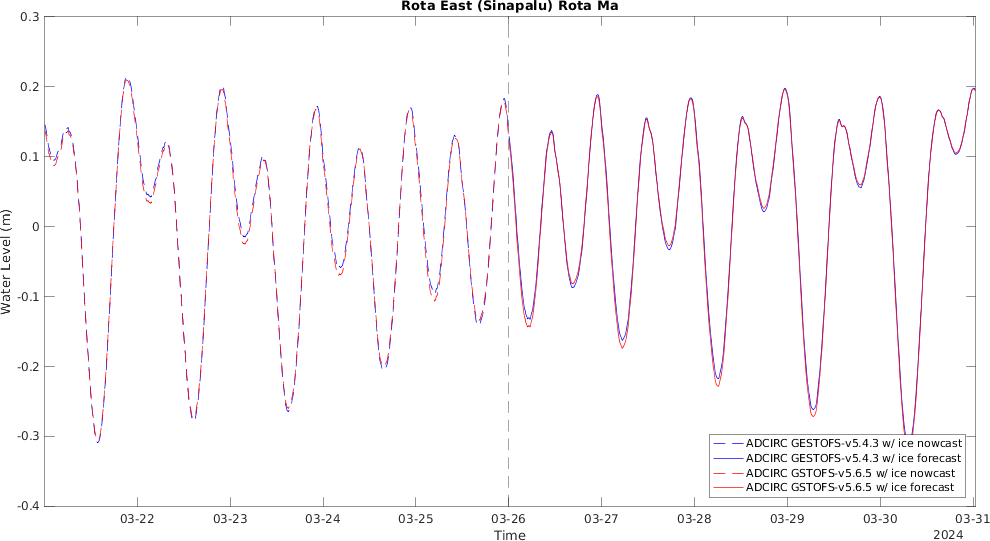 Rota East (Sinapalu) Rota Ma
0.3
0.2
0.1
0
-0.1
-0.2
-0.3
-0.4
Water Level (m)
ADCIRC GESTOFS-v5.4.3 w/ ice nowcast
ADCIRC GESTOFS-v5.4.3 w/ ice forecast
ADCIRC GSTOFS-v5.6.5 w/ ice nowcast
ADCIRC GSTOFS-v5.6.5 w/ ice forecast
03-22 03-23 03-24 03-25 03-26 03-27 03-28 03-29 03-30 03-31
Time
2024